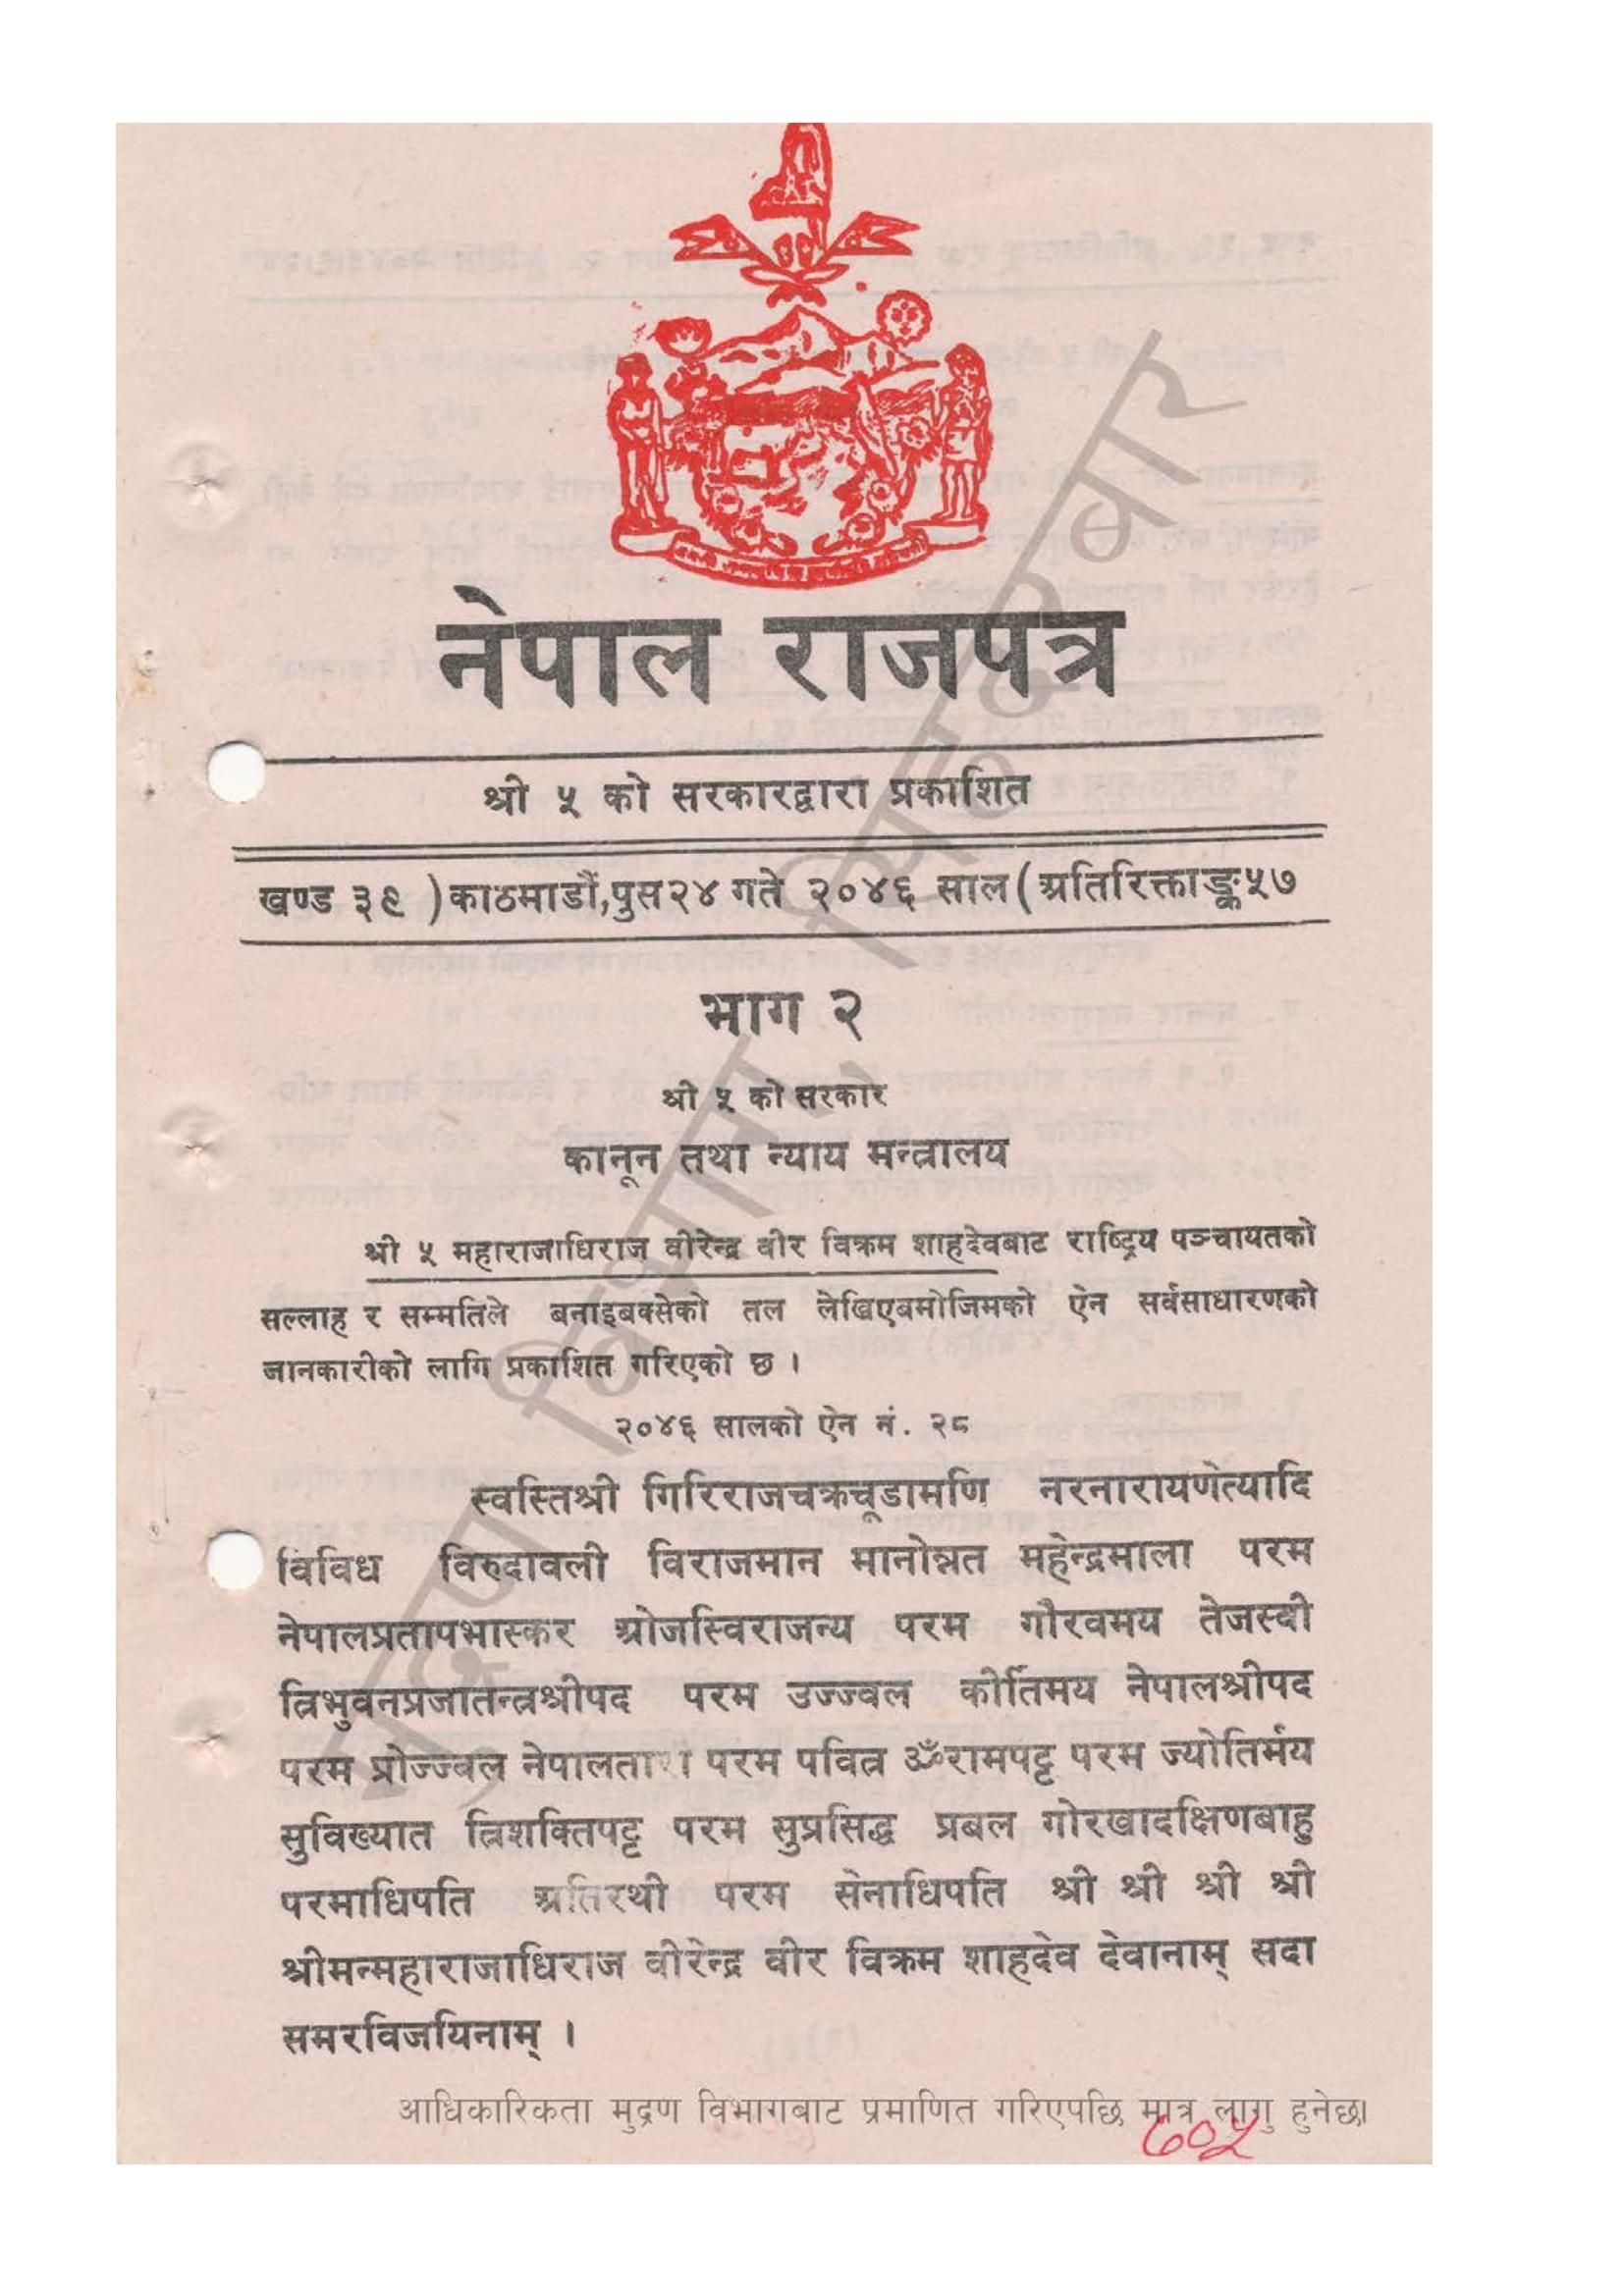 नेपाल राजपत्र
श्री ५ को सरकारद्वारा प्रकाशित
खण्ड ३९ ) काठमाडौं, पुस २४ गते २०४६ साल ( अतिरिक्ताङ्क ५७
भाग २
श्री ५ को सरकार
कानून तथा न्याय मन्त्रालय
श्री ५ महाराजाधिराज वीरेन्द्र वीर विक्रम शाहदेवबाट राष्ट्रिय पञ्चायतको
सल्लाह र सम्मतिले बनाइबक्सेको तल लेखिएबमोजिमको ऐन सर्वसाधारणको
जानकारीको लागि प्रकाशित गरिएको छ ।
२०४६ सालको ऐन नं. २८
स्वस्तिश्री गिरिराजचक्रचूडामणि नरनारायणेत्यादि
विविध विरुदावली विराजमान मानोन्नत महेन्द्रमाला परम
नेपालप्रतापभास्कर ओजस्विराजन्य परम गौरवमय तेजस्वी
त्रिभुवनप्रजातन्त्रश्रीपद परम उज्ज्वल कीर्तिमय नेपालश्रीपद
परम प्रोज्ज्वल नेपालतारा परम पवित्र ॐरामपट्ट परम ज्योतिर्मय
सुविख्यात त्रिशक्तिपट्ट परम सुप्रसिद्ध प्रबल गोरखादक्षिणबाहु
परमाधिपति अतिरथी परम सेनाधिपति श्री श्री श्री श्री
श्रीमन्महाराजाधिराज वीरेन्द्र वीर विक्रम शाहदेव देवानाम् सदा
समरविजयिनाम् ।
आधिकारिकता मुद्रण विभागबाट प्रमाणित गरिएपछि मात्र लागु हुनेछ।
७०५
मुद्रण विभाग, सिंहदरवार